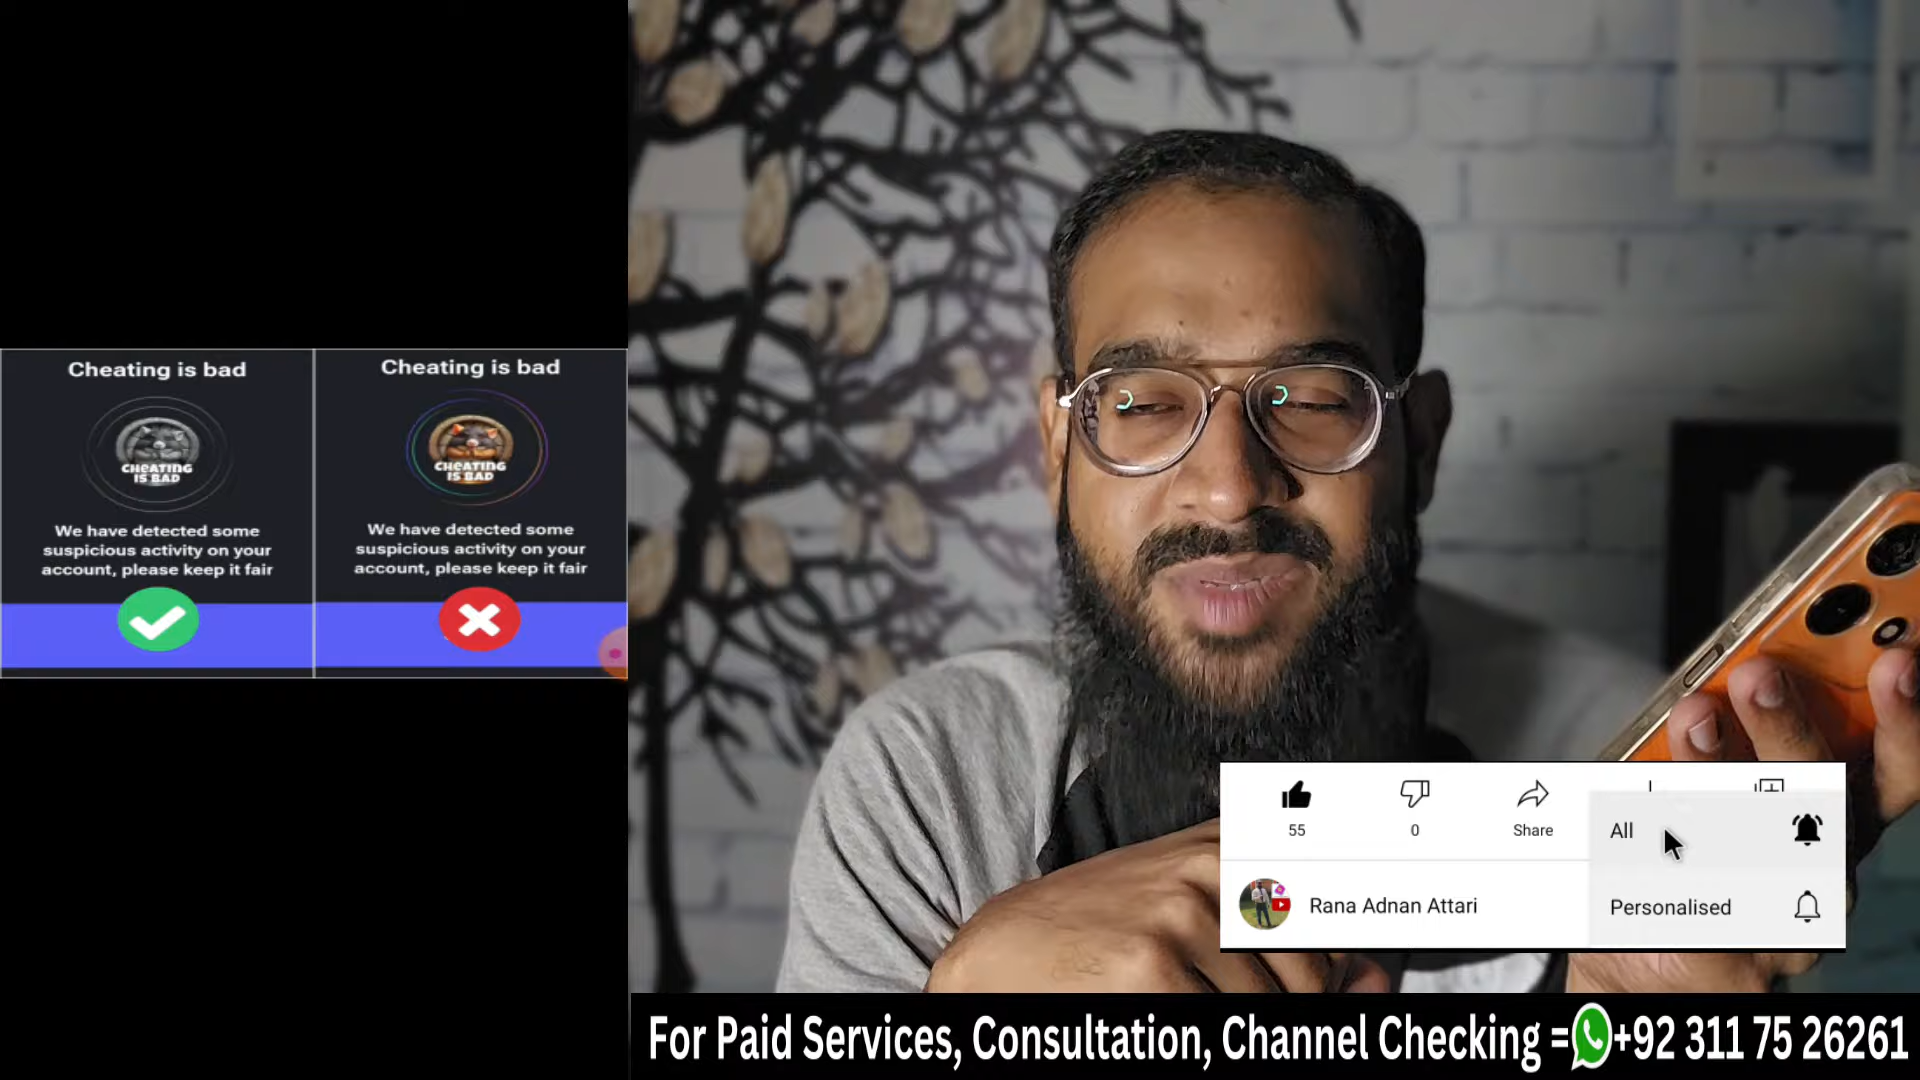 Cheating is bad
CHEATING
IS BAD
We have detected some
suspicious activity on your
account, please keep it fair
Cheating is bad
CHEATING
IS BAD
We have detected some
suspicious activity on your
account, please keep it fair
55
0
Share
All
Rana Adnan Attari
Personalised
For Paid Services, Consultation, Channel Checking = +92 311 75 26261